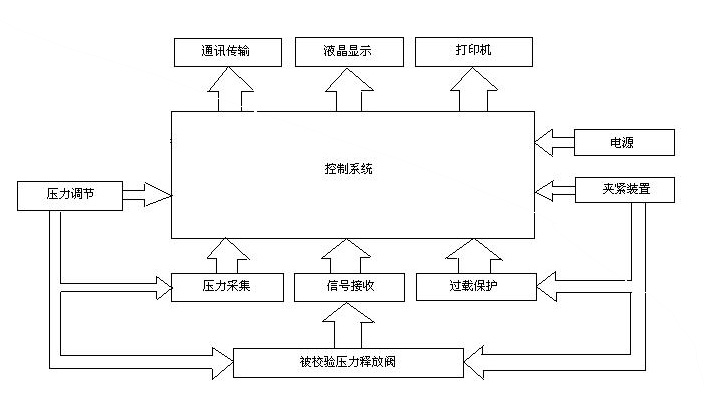 通讯传输
液晶显示
打印机
控制系统
电源
压力调节
夹紧装置
压力采集
信号接收
过载保护
被校验压力释放阀